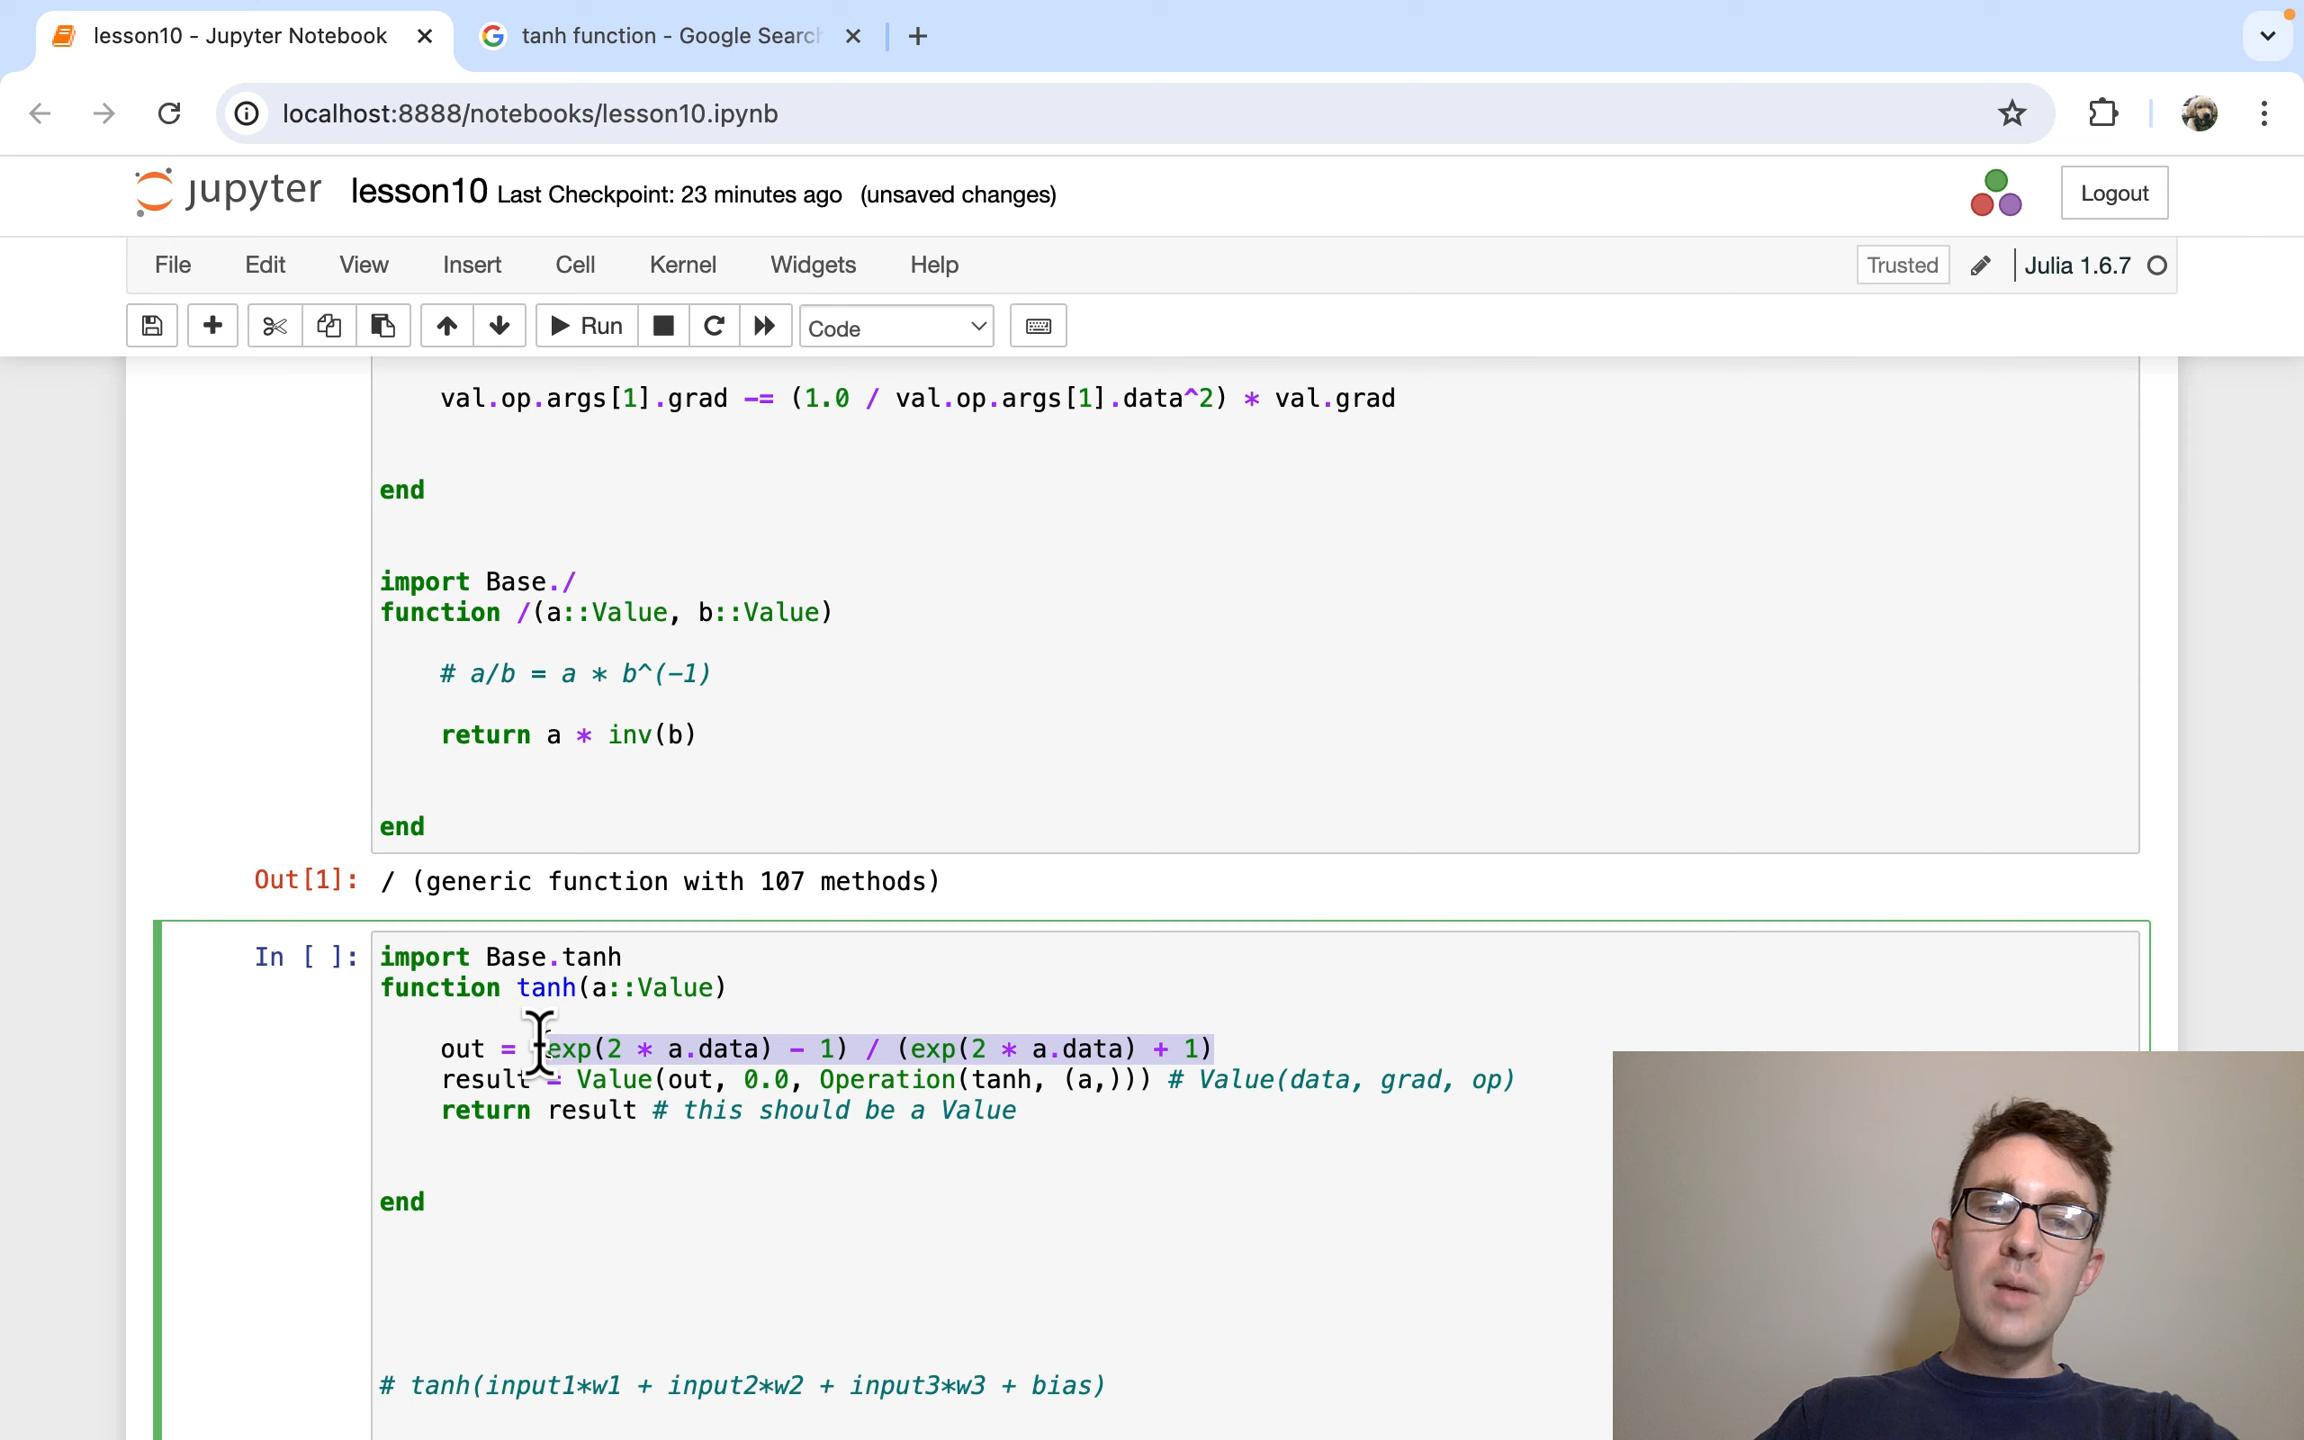 lesson10 - Jupyter Notebook
tanh function - Google Search
localhost:8888/notebooks/lesson10.ipynb
jupyter lesson10 Last Checkpoint: 23 minutes ago (unsaved changes)
Logout
File Edit View Insert Cell Kernel Widgets Help
Trusted
Julia 1.6.7
Run
Code
val.op.args[1].grad -= (1.0 / val.op.args[1].data^2) * val.grad
end
import Base./
function /(a::Value, b::Value)
# a/b = a * b^(-1)
return a * inv(b)
end
Out[1]: / (generic function with 107 methods)
In [ ]: import Base.tanh
function tanh(a::Value)
out = (exp(2 * a.data) - 1) / (exp(2 * a.data) + 1)
result = Value(out, 0.0, Operation(tanh, (a,))) # Value(data, grad, op)
return result # this should be a Value
end
# tanh(input1*w1 + input2*w2 + input3*w3 + bias)